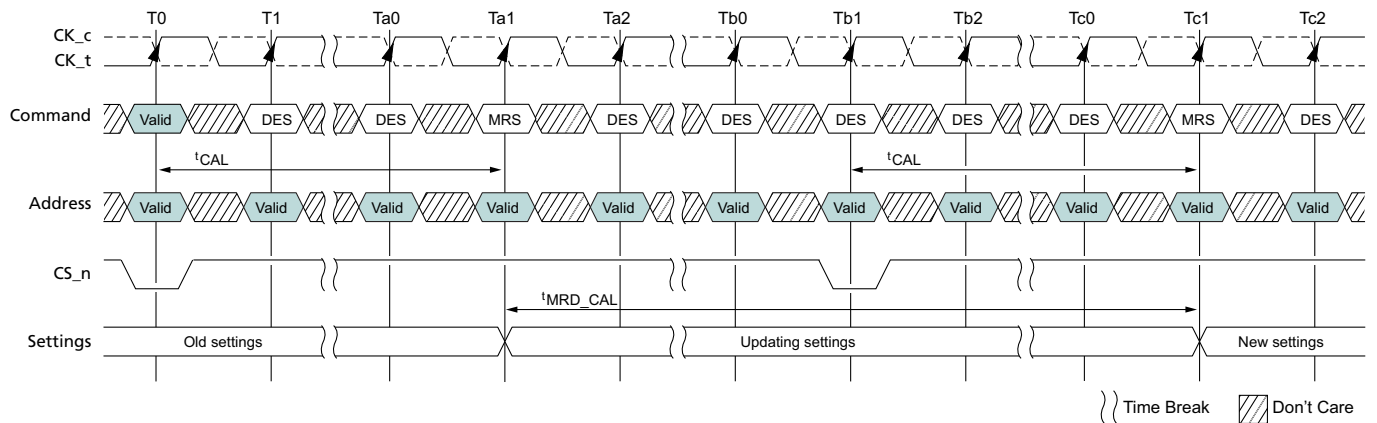 T0 T1 Ta0 Ta1 Ta2 Tb0 Tb1 Tb2 Tc0 Tc1 Tc2
CK_c
CK_t
Command Valid DES DES MRS DES DES DES DES DES MRS DES
tCAL tCAL
Address Valid Valid Valid Valid Valid Valid Valid Valid Valid Valid Valid
CS_n
tMRD_CAL
Settings Old settings Updating settings New settings
Time Break Don't Care